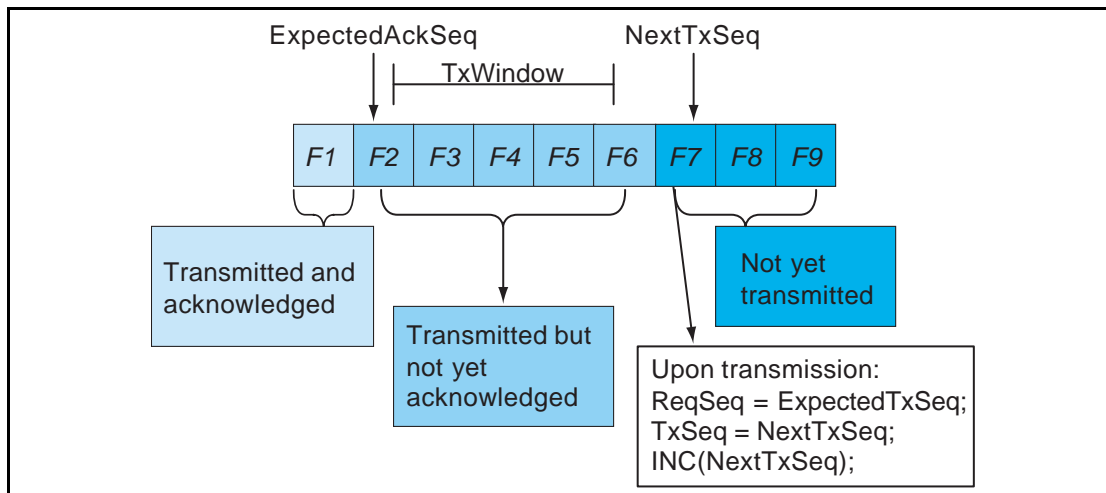 ExpectedAckSeq
NextTxSeq
TxWindow
F1 F2 F3 F4 F5 F6 F7 F8 F9
Transmitted and
acknowledged
Transmitted but
not yet
acknowledged
Not yet
transmitted
Upon transmission:
ReqSeq = ExpectedTxSeq;
TxSeq = NextTxSeq;
INC(NextTxSeq);